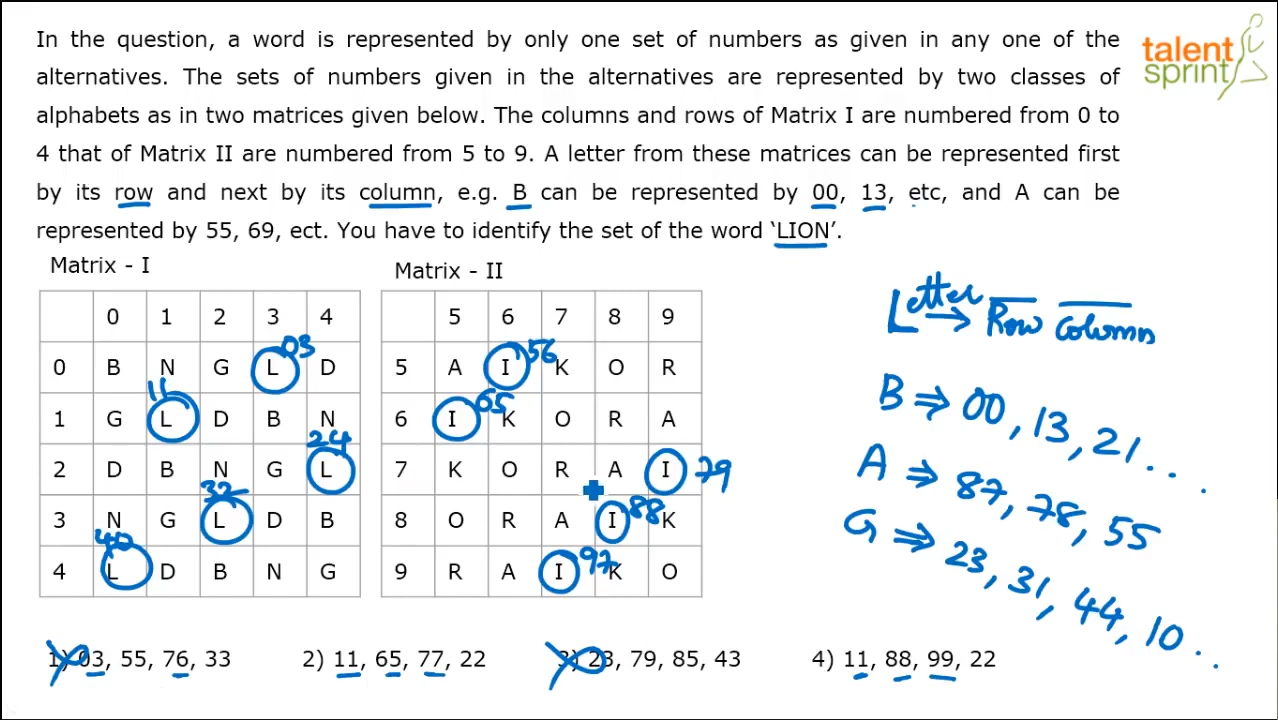 In the question, a word is represented by only one set of numbers as given in any one of the
alternatives. The sets of numbers given in the alternatives are represented by two classes of
alphabets as in two matrices given below. The columns and rows of Matrix I are numbered from 0 to
4 that of Matrix II are numbered from 5 to 9. A letter from these matrices can be represented first
by its row and next by its column, e.g. B can be represented by 00, 13, etc, and A can be
represented by 55, 69, ect. You have to identify the set of the word ‘LION’.
talent
sprint
Matrix - I
0 1 2 3 4
0 B N G L D
1 G L D B N
2 D B N G L
3 N G L D B
4 L D B N G
03
11
24
32
40
Matrix - II
5 6 7 8 9
5 A I K O R
6 I K O R A
7 K O R A I
8 O R A I K
9 R A I K O
56
65
79
88
97
Letter → Row Column
B ⇒ 00, 13, 21...
A ⇒ 87, 78, 55
G ⇒ 23, 31, 44, 10...
1) 03, 55, 76, 33 2) 11, 65, 77, 22 3) 23, 79, 85, 43 4) 11, 88, 99, 22